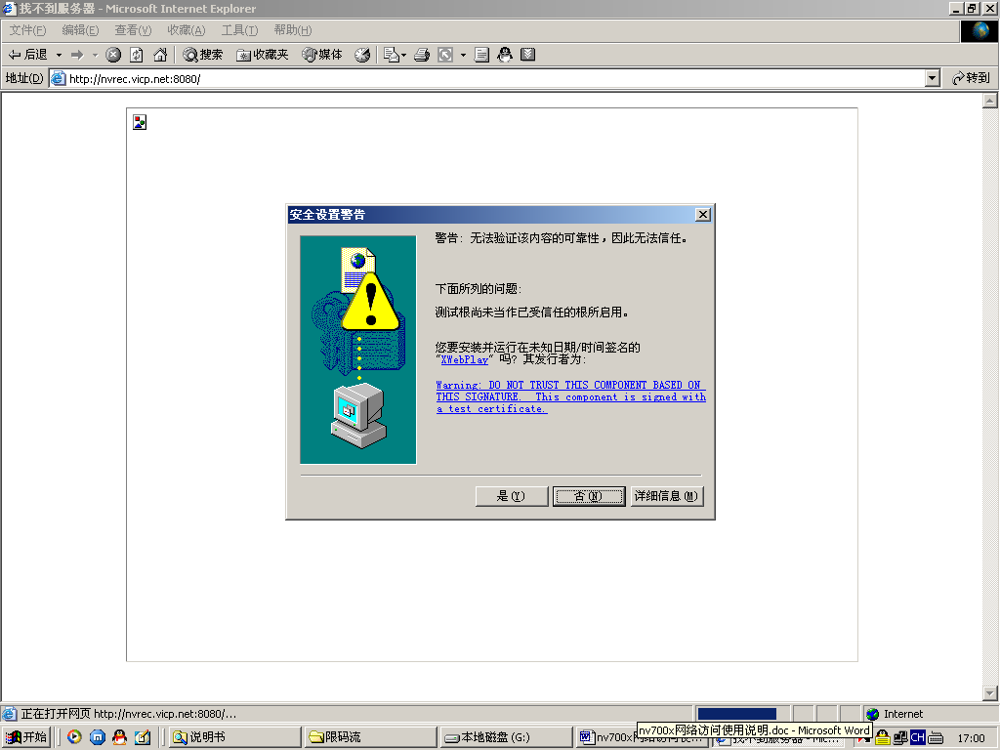 找不到服务器 - Microsoft Internet Explorer
文件(F) 编辑(E) 查看(V) 收藏(A) 工具(T) 帮助(H)
后退 搜索 收藏夹 媒体
地址(D) http://nvrec.vicp.net:8080/ 转到
安全设置警告
警告: 无法验证该内容的可靠性，因此无法信任。
下面所列的问题:
测试根尚未当作已受信任的根所启用。
您要安装并运行在未知日期/时间签名的
"XWebPlay" 吗? 其发行者为:
Warning: DO NOT TRUST THIS COMPONENT BASED ON
THIS SIGNATURE. This component is signed with
a test certificate.
是(Y) 否(N) 详细信息(M)
正在打开网页 http://nvrec.vicp.net:8080/... Internet
nv700x网络访问使用说明.doc - Microsoft Word
开始 说明书 限码流 本地磁盘 (G:) nv700x网 找不到服务器 - Mic... CH 17:00